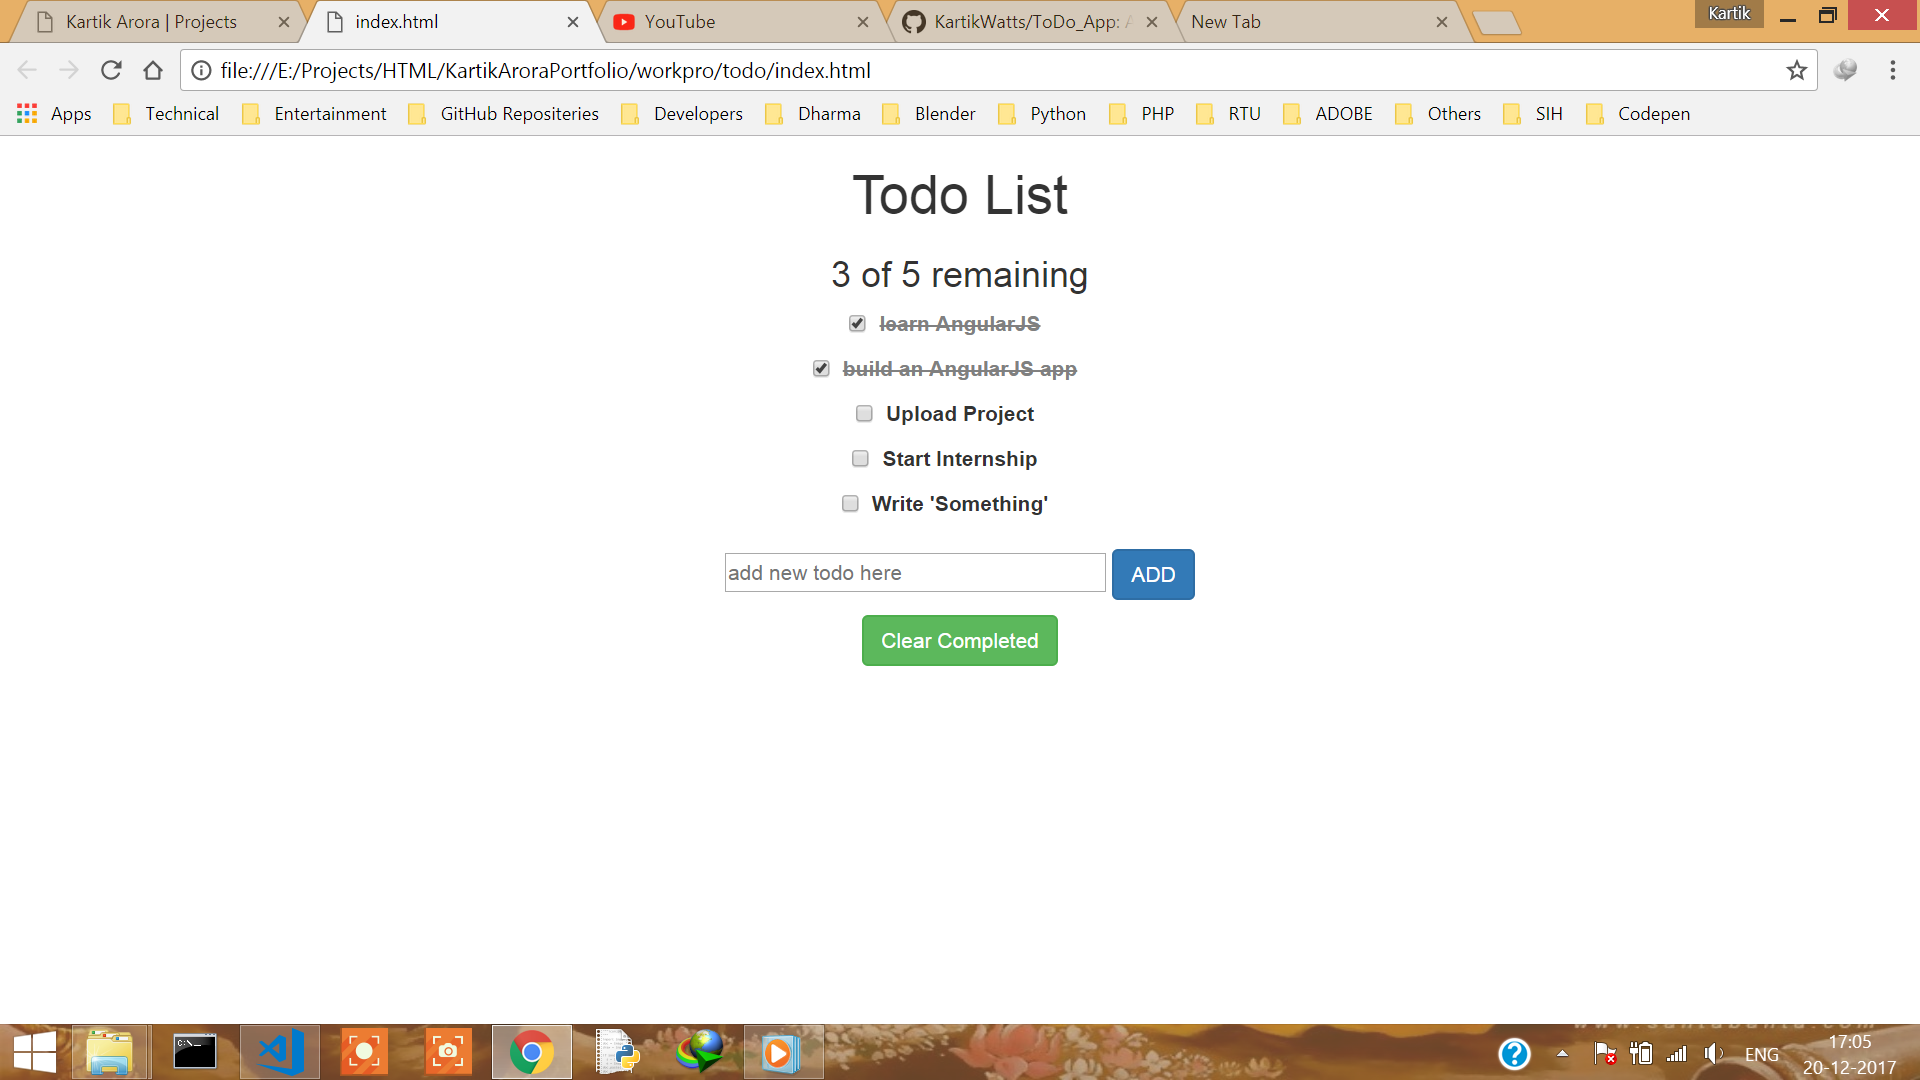 Kartik Arora | Projects
index.html
YouTube
KartikWatts/ToDo_App: A
New Tab
Kartik
file:///E:/Projects/HTML/KartikAroraPortfolio/workpro/todo/index.html
Apps Technical Entertainment GitHub Repositeries Developers Dharma Blender Python PHP RTU ADOBE Others SIH Codepen
Todo List
3 of 5 remaining
learn AngularJS
build an AngularJS app
Upload Project
Start Internship
Write 'Something'
add new todo here
ADD
Clear Completed
C:\_
ENG
17:05
20-12-2017